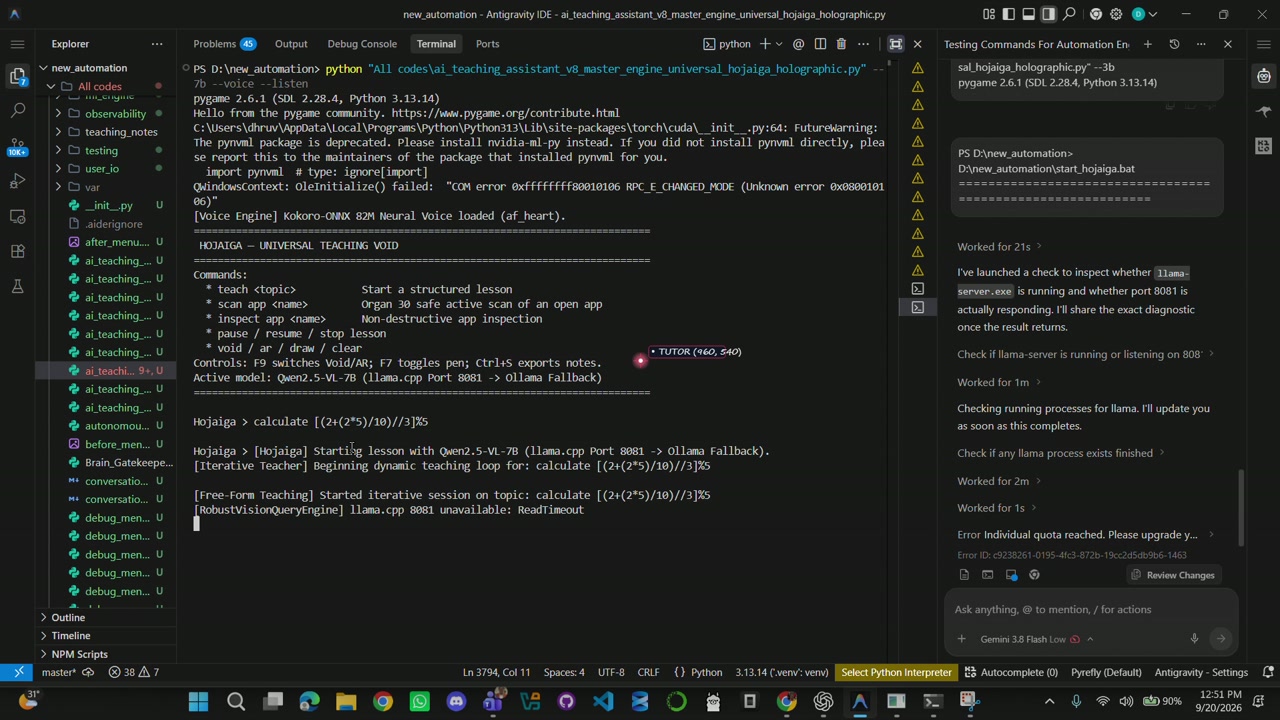 new_automation - Antigravity IDE - ai_teaching_assistant_v8_master_engine_universal_hojaiga_holographic.py
Explorer
new_automation
All codes
ml_engine
observability
teaching_notes
testing
user_io
var
__init__.py U
.aiderignore
after_menu.... U
ai_teaching_... U
ai_teaching_... U
ai_teaching_... U
ai_teaching_... U
ai_teaching_... U
ai_teaching_... U
ai_teachi... 9+, U
ai_teaching_... U
ai_teaching_... U
autonomou... U
before_men... U
Brain_Gatekeepe...
conversatio... U
conversatio... U
debug_men... U
debug_men... U
debug_men... U
debug_men... U
debug_men... U
Outline
Timeline
NPM Scripts
7
10K+
Problems 45 Output Debug Console Terminal Ports
python
PS D:\new_automation> python "All codes\ai_teaching_assistant_v8_master_engine_universal_hojaiga_holographic.py" --
7b --voice --listen
pygame 2.6.1 (SDL 2.28.4, Python 3.13.14)
Hello from the pygame community. https://www.pygame.org/contribute.html
C:\Users\dhruv\AppData\Local\Programs\Python\Python313\Lib\site-packages\torch\cuda\__init__.py:64: FutureWarning:
The pynvml package is deprecated. Please install nvidia-ml-py instead. If you did not install pynvml directly, plea
se report this to the maintainers of the package that installed pynvml for you.
import pynvml # type: ignore[import]
QWindowsContext: OleInitialize() failed: "COM error 0xffffffff80010106 RPC_E_CHANGED_MODE (Unknown error 0x0800101
06)"
[Voice Engine] Kokoro-ONNX 82M Neural Voice loaded (af_heart).
HOJAIGA — UNIVERSAL TEACHING VOID
Commands:
* teach <topic> Start a structured lesson
* scan app <name> Organ 30 safe active scan of an open app
* inspect app <name> Non-destructive app inspection
* pause / resume / stop lesson
* void / ar / draw / clear
Controls: F9 switches Void/AR; F7 toggles pen; Ctrl+S exports notes.
Active model: Qwen2.5-VL-7B (llama.cpp Port 8081 -> Ollama Fallback)
• TUTOR (960, 540)
Hojaiga > calculate [(2+(2*5)/10)//3]%5
Hojaiga > [Hojaiga] Starting lesson with Qwen2.5-VL-7B (llama.cpp Port 8081 -> Ollama Fallback).
[Iterative Teacher] Beginning dynamic teaching loop for: calculate [(2+(2*5)/10)//3]%5
[Free-Form Teaching] Started iterative session on topic: calculate [(2+(2*5)/10)//3]%5
[RobustVisionQueryEngine] llama.cpp 8081 unavailable: ReadTimeout
Testing Commands For Automation En
sal_hojaiga_holographic.py" --3b
pygame 2.6.1 (SDL 2.28.4, Python 3.13.14)
PS D:\new_automation>
D:\new_automation\start_hojaiga.bat
===================================
==========================
Worked for 21s
I've launched a check to inspect whether llama-
server.exe is running and whether port 8081 is
actually responding. I'll share the exact diagnostic
once the result returns.
Check if llama-server is running or listening on 808
Worked for 1m
Checking running processes for llama. I'll update you
as soon as this completes.
Check if any llama process exists finished
Worked for 2m
Worked for 1s
Error Individual quota reached. Please upgrade y...
Error ID: c9238261-0195-4fc3-872b-19cc2d5db9b6-1463
Review Changes
Ask anything, @ to mention, / for actions
Gemini 3.8 Flash Low
master* 38 7
Ln 3794, Col 11 Spaces: 4 UTF-8 CRLF Python 3.13.14 ('.venv': venv) Select Python Interpreter Autocomplete (0) Pyrefly (Default) Antigravity - Settings
31°
90%
12:51 PM
9/20/2026